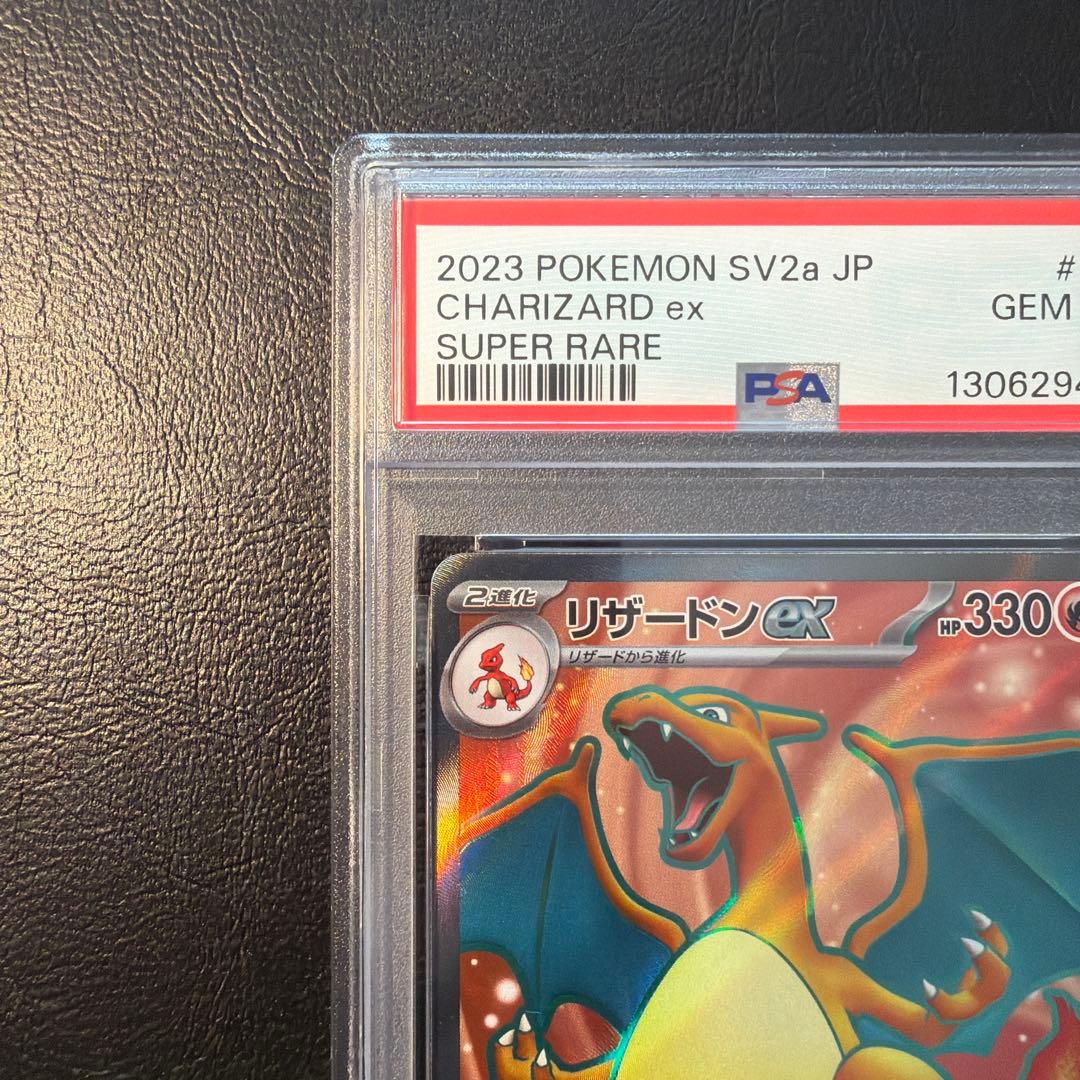 2023 POKEMON SV2a JP #
CHARIZARD ex GEM
SUPER RARE
PSA 1306294
2進化 リザードンex HP330
リザードから進化